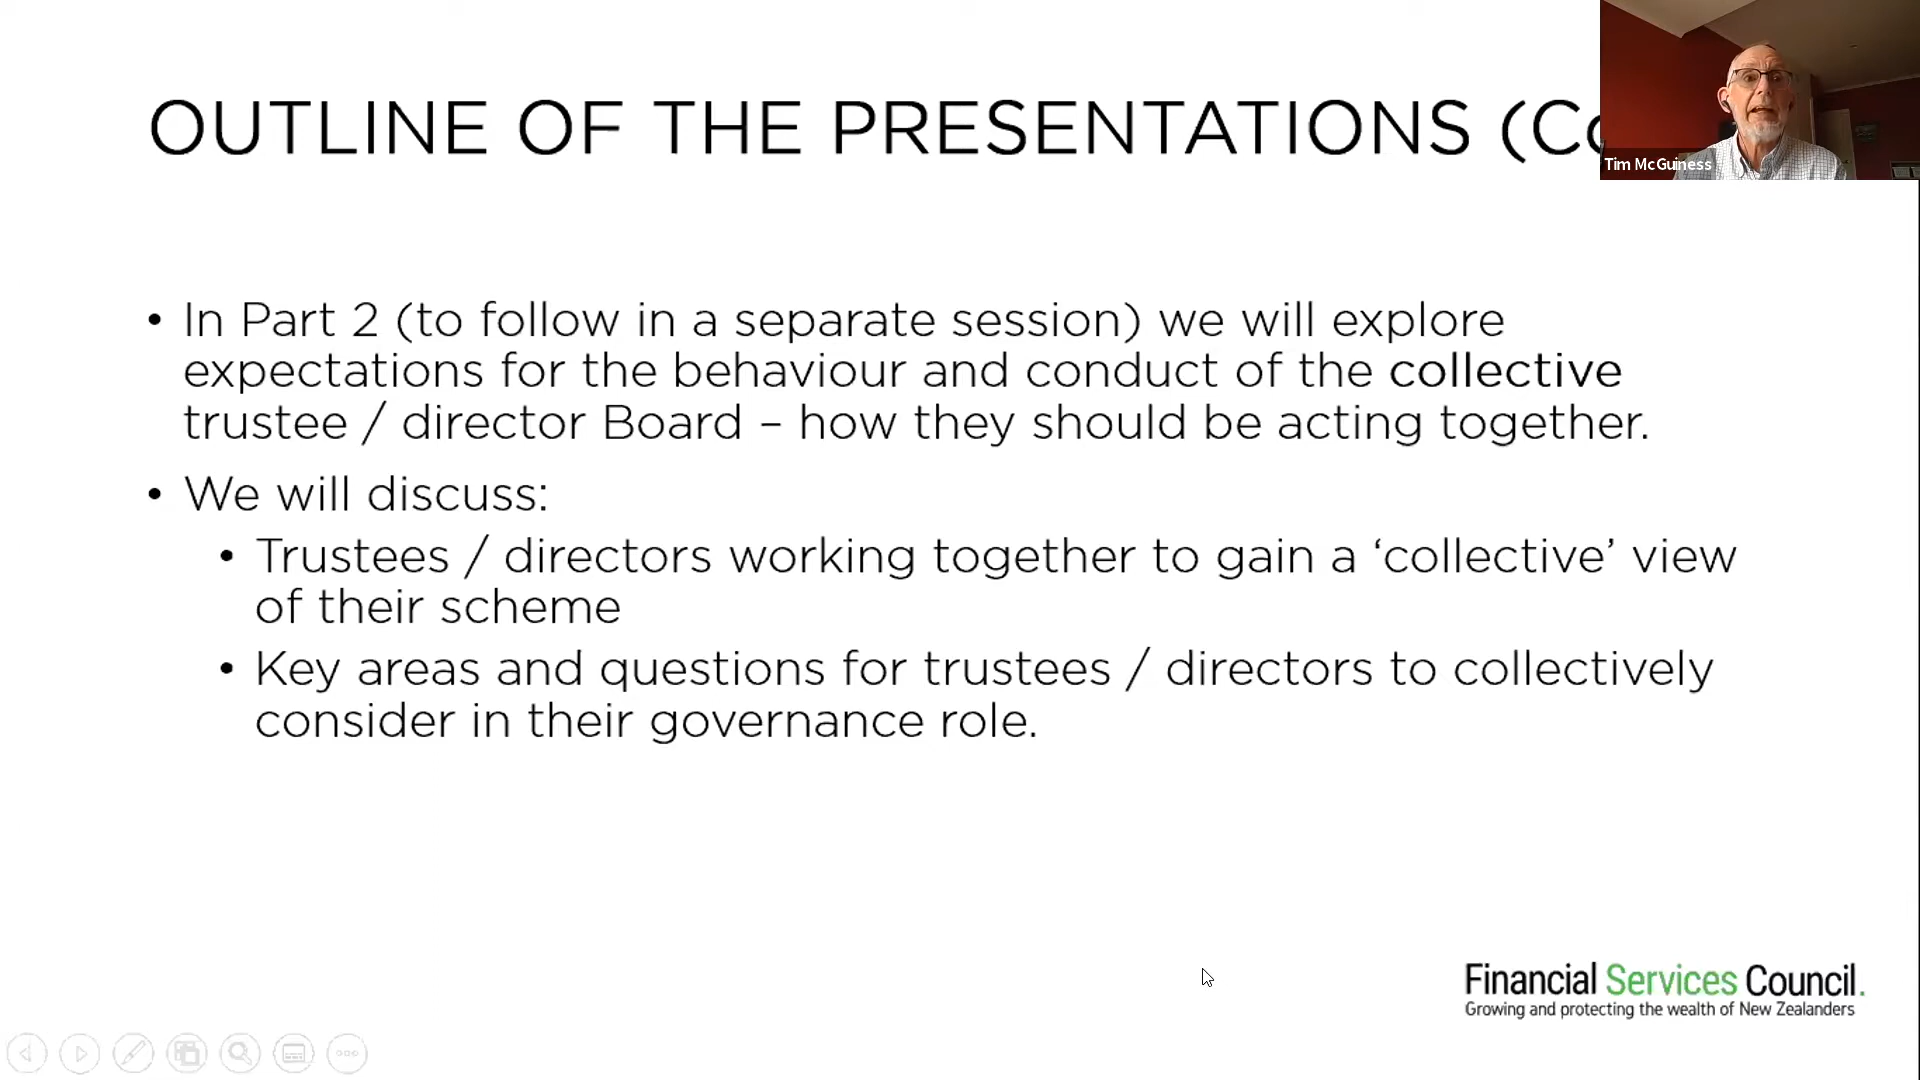 OUTLINE OF THE PRESENTATIONS (Co
Tim McGuiness
• In Part 2 (to follow in a separate session) we will explore
expectations for the behaviour and conduct of the collective
trustee / director Board – how they should be acting together.
• We will discuss:
• Trustees / directors working together to gain a ‘collective’ view
of their scheme
• Key areas and questions for trustees / directors to collectively
consider in their governance role.
Financial Services Council.
Growing and protecting the wealth of New Zealanders